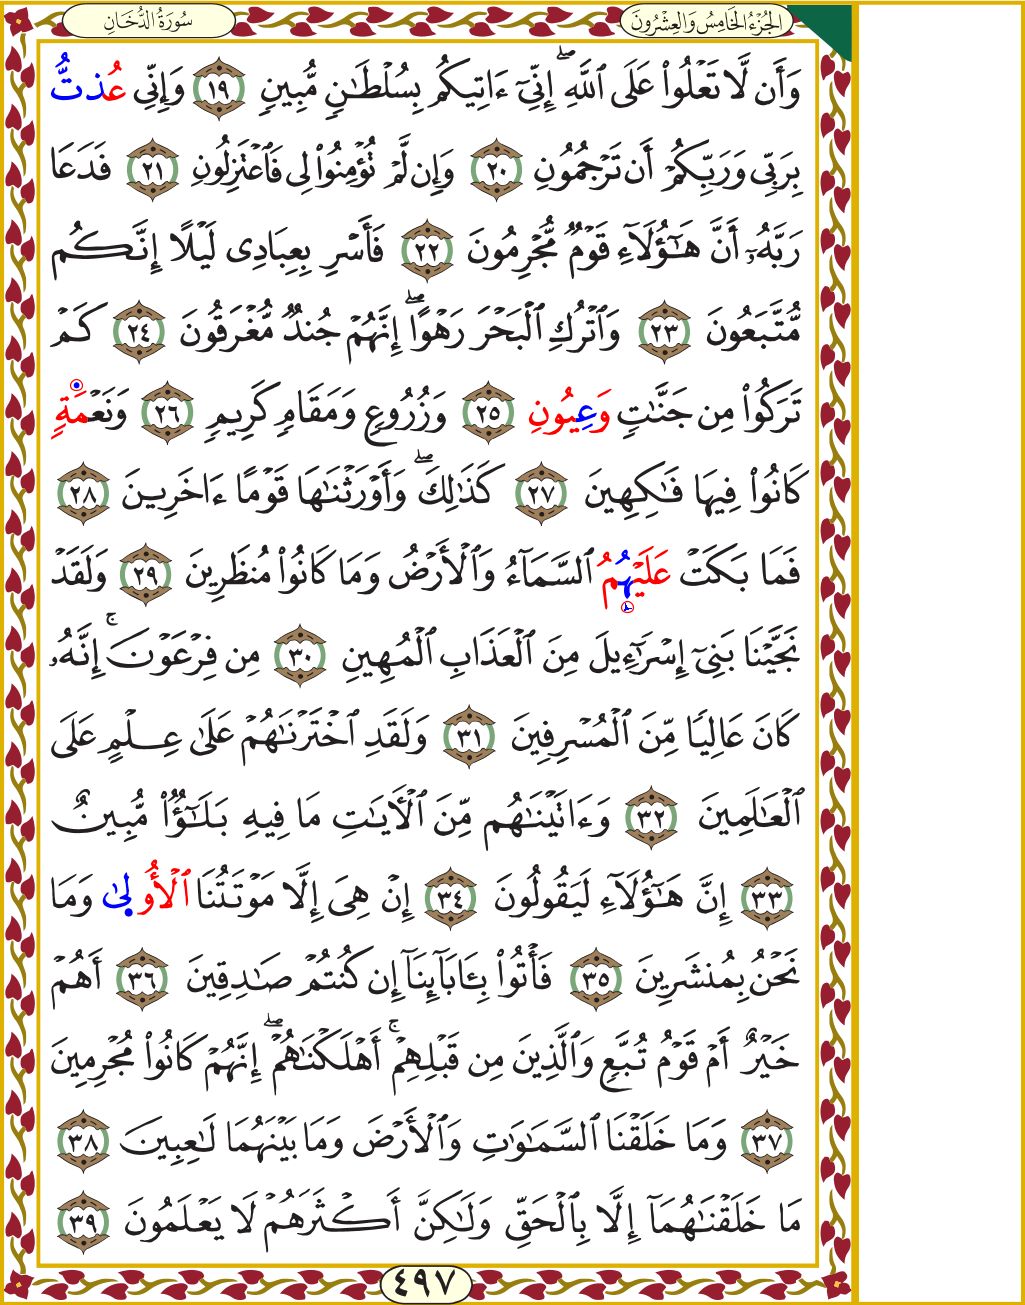 الجُزْءُ الخَامِسُ وَالعِشْرُونَ
سُورَةُ الدُّخَانِ
وَأَن لَّا تَعْلُوا۟ عَلَى ٱللَّهِ ۖ إِنِّىٓ ءَاتِيكُم بِسُلْطَٰنٍ مُّبِينٍ ١٩ وَإِنِّى عُذتُّ
بِرَبِّى وَرَبِّكُمْ أَن تَرْجُمُونِ ٢٠ وَإِن لَّمْ تُؤْمِنُوا۟ لِى فَٱعْتَزِلُونِ ٢١ فَدَعَا
رَبَّهُۥٓ أَنَّ هَٰٓؤُلَآءِ قَوْمٌ مُّجْرِمُونَ ٢٢ فَأَسْرِ بِعِبَادِى لَيْلًا إِنَّكُم
مُّتَّبَعُونَ ٢٣ وَٱتْرُكِ ٱلْبَحْرَ رَهْوًا ۖ إِنَّهُمْ جُندٌ مُّغْرَقُونَ ٢٤ كَمْ
تَرَكُوا۟ مِن جَنَّٰتٍ وَعِيُونٍ ٢٥ وَزُرُوعٍ وَمَقَامٍ كَرِيمٍ ٢٦ وَنَعْمَةٍ
كَانُوا۟ فِيهَا فَٰكِهِينَ ٢٧ كَذَٰلِكَ ۖ وَأَوْرَثْنَٰهَا قَوْمًا ءَاخَرِينَ ٢٨
فَمَا بَكَتْ عَلَيْهُمُ ٱلسَّمَآءُ وَٱلْأَرْضُ وَمَا كَانُوا۟ مُنظَرِينَ ٢٩ وَلَقَدْ
نَجَّيْنَا بَنِىٓ إِسْرَٰٓءِيلَ مِنَ ٱلْعَذَابِ ٱلْمُهِينِ ٣٠ مِن فِرْعَوْنَ ۚ إِنَّهُۥ
كَانَ عَالِيًا مِّنَ ٱلْمُسْرِفِينَ ٣١ وَلَقَدِ ٱخْتَرْنَٰهُمْ عَلَىٰ عِلْمٍ عَلَى
ٱلْعَٰلَمِينَ ٣٢ وَءَاتَيْنَٰهُم مِّنَ ٱلْءَايَٰتِ مَا فِيهِ بَلَٰٓؤٌا۟ مُّبِينٌ
٣٣ إِنَّ هَٰٓؤُلَآءِ لَيَقُولُونَ ٣٤ إِنْ هِىَ إِلَّا مَوْتَتُنَا ٱلْأُولَىٰ وَمَا
نَحْنُ بِمُنشَرِينَ ٣٥ فَأْتُوا۟ بِـَٔابَآئِنَآ إِن كُنتُمْ صَٰدِقِينَ ٣٦ أَهُمْ
خَيْرٌ أَمْ قَوْمُ تُبَّعٍ وَٱلَّذِينَ مِن قَبْلِهِمْ ۚ أَهْلَكْنَٰهُمْ ۖ إِنَّهُمْ كَانُوا۟ مُجْرِمِينَ
٣٧ وَمَا خَلَقْنَا ٱلسَّمَٰوَٰتِ وَٱلْأَرْضَ وَمَا بَيْنَهُمَا لَٰعِبِينَ ٣٨
مَا خَلَقْنَٰهُمَآ إِلَّا بِٱلْحَقِّ وَلَٰكِنَّ أَكْثَرَهُمْ لَا يَعْلَمُونَ ٣٩
٤٩٧